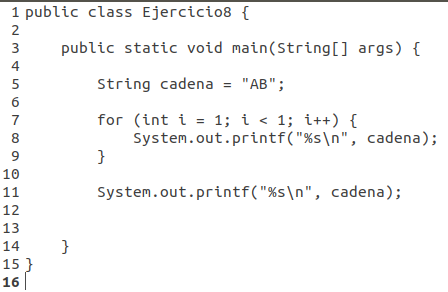 1 public class Ejercicio8 {
2
3     public static void main(String[] args) {
4
5         String cadena = "AB";
6
7         for (int i = 1; i < 1; i++) {
8             System.out.printf("%s\n", cadena);
9         }
10
11         System.out.printf("%s\n", cadena);
12
13
14     }
15 }
16